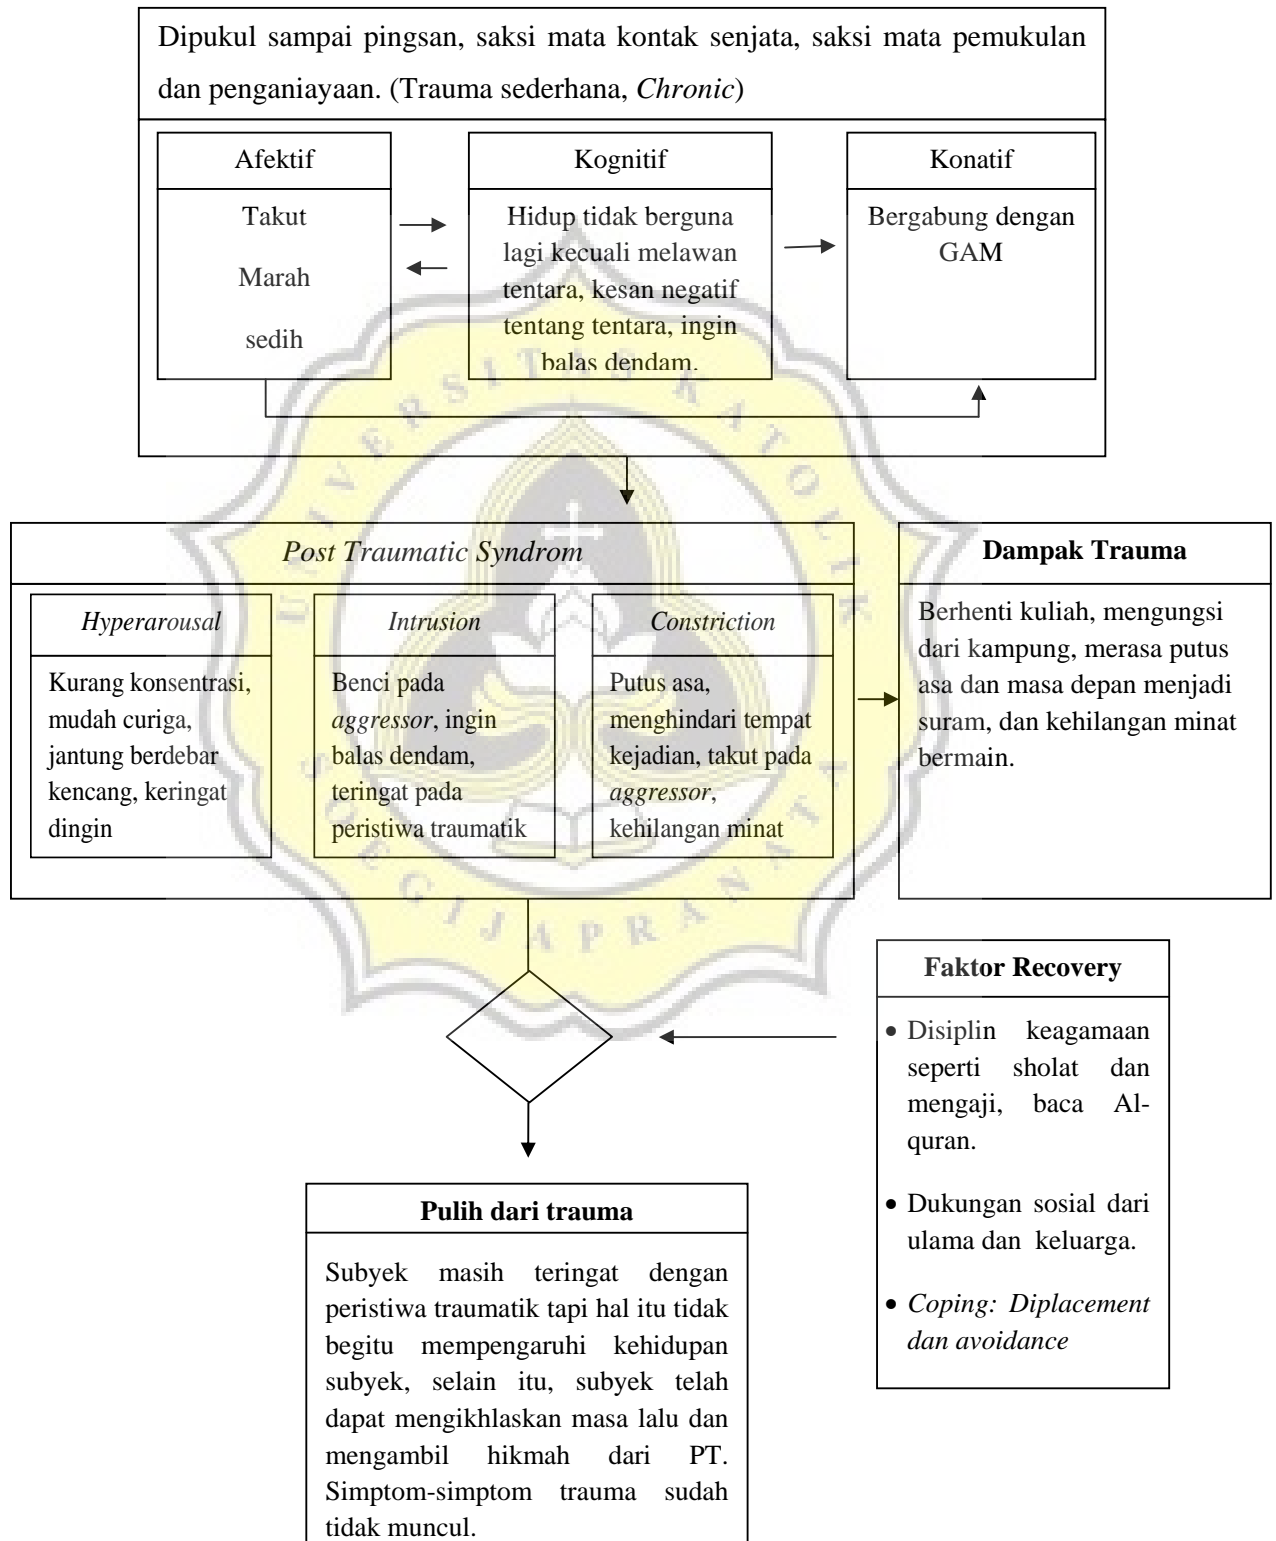 Dipukul sampai pingsan, saksi mata kontak senjata, saksi mata pemukulan
dan penganiayaan. (Trauma sederhana, Chronic)
Afektif
Takut
Marah
sedih
Kognitif
Hidup tidak berguna
lagi kecuali melawan
tentara, kesan negatif
tentang tentara, ingin
balas dendam.
Konatif
Bergabung dengan
GAM
Post Traumatic Syndrom
Hyperarousal
Kurang konsentrasi,
mudah curiga,
jantung berdebar
kencang, keringat
dingin
Intrusion
Benci pada
aggressor, ingin
balas dendam,
teringat pada
peristiwa traumatik
Constriction
Putus asa,
menghindari tempat
kejadian, takut pada
aggressor,
kehilangan minat
Dampak Trauma
Berhenti kuliah, mengungsi
dari kampung, merasa putus
asa dan masa depan menjadi
suram, dan kehilangan minat
bermain.
Faktor Recovery
• Disiplin keagamaan
seperti sholat dan
mengaji, baca Al-
quran.
• Dukungan sosial dari
ulama dan keluarga.
• Coping: Diplacement
dan avoidance
Pulih dari trauma
Subyek masih teringat dengan
peristiwa traumatik tapi hal itu tidak
begitu mempengaruhi kehidupan
subyek, selain itu, subyek telah
dapat mengikhlaskan masa lalu dan
mengambil hikmah dari PT.
Simptom-simptom trauma sudah
tidak muncul.
UNIVERSITAS KATOLIK
SOEGIJAPRANATA